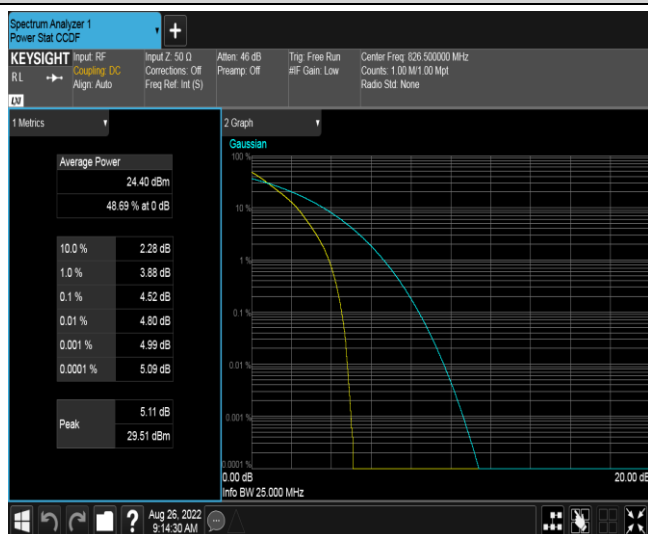 Spectrum Analyzer 1
Power Stat CCDF
KEYSIGHT
RL
LXI
Input: RF
Coupling: DC
Align: Auto
Input Z: 50 Ω
Corrections: Off
Freq Ref: Int (S)
Atten: 46 dB
Preamp: Off
Trig: Free Run
#IF Gain: Low
Center Freq: 826.500000 MHz
Counts: 1.00 M/1.00 Mpt
Radio Std: None
1 Metrics
Average Power
24.40 dBm
48.69 % at 0 dB
10.0 % 2.28 dB
1.0 % 3.88 dB
0.1 % 4.52 dB
0.01 % 4.80 dB
0.001 % 4.99 dB
0.0001 % 5.09 dB
Peak
5.11 dB
29.51 dBm
2 Graph
Gaussian
100 %
10 %
1 %
0.1 %
0.01 %
0.001 %
0.0001 %
0.00 dB
20.00 dB
Info BW 25.000 MHz
Aug 26, 2022
9:14:30 AM